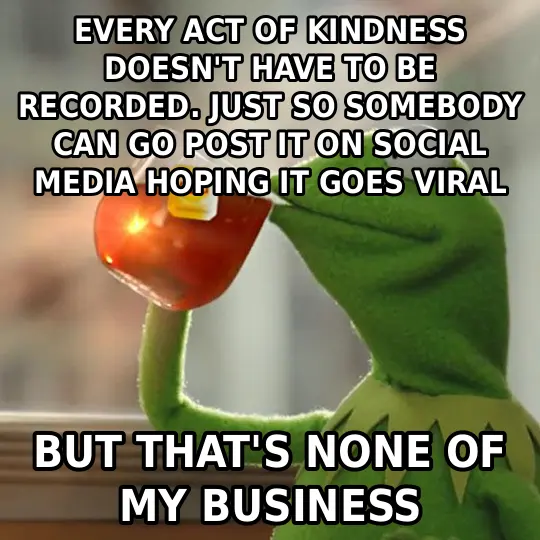 EVERY ACT OF KINDNESS
DOESN'T HAVE TO BE
RECORDED. JUST SO SOMEBODY
CAN GO POST IT ON SOCIAL
MEDIA HOPING IT GOES VIRAL
BUT THAT'S NONE OF
MY BUSINESS